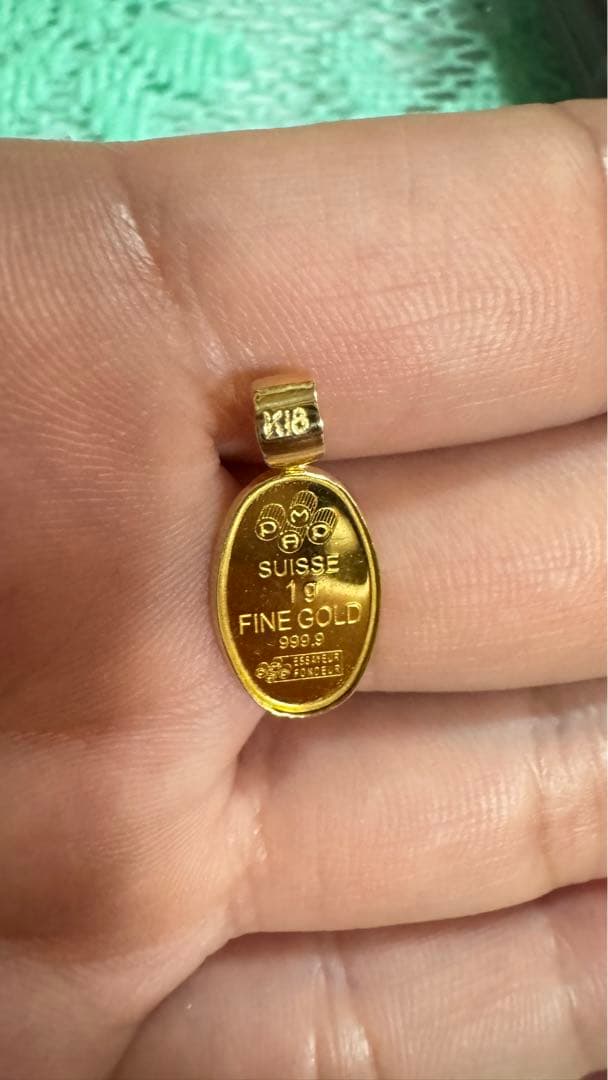 K18
PAMP
SUISSE
1g
FINE GOLD
999.9
ESSAYEUR
FONDEUR